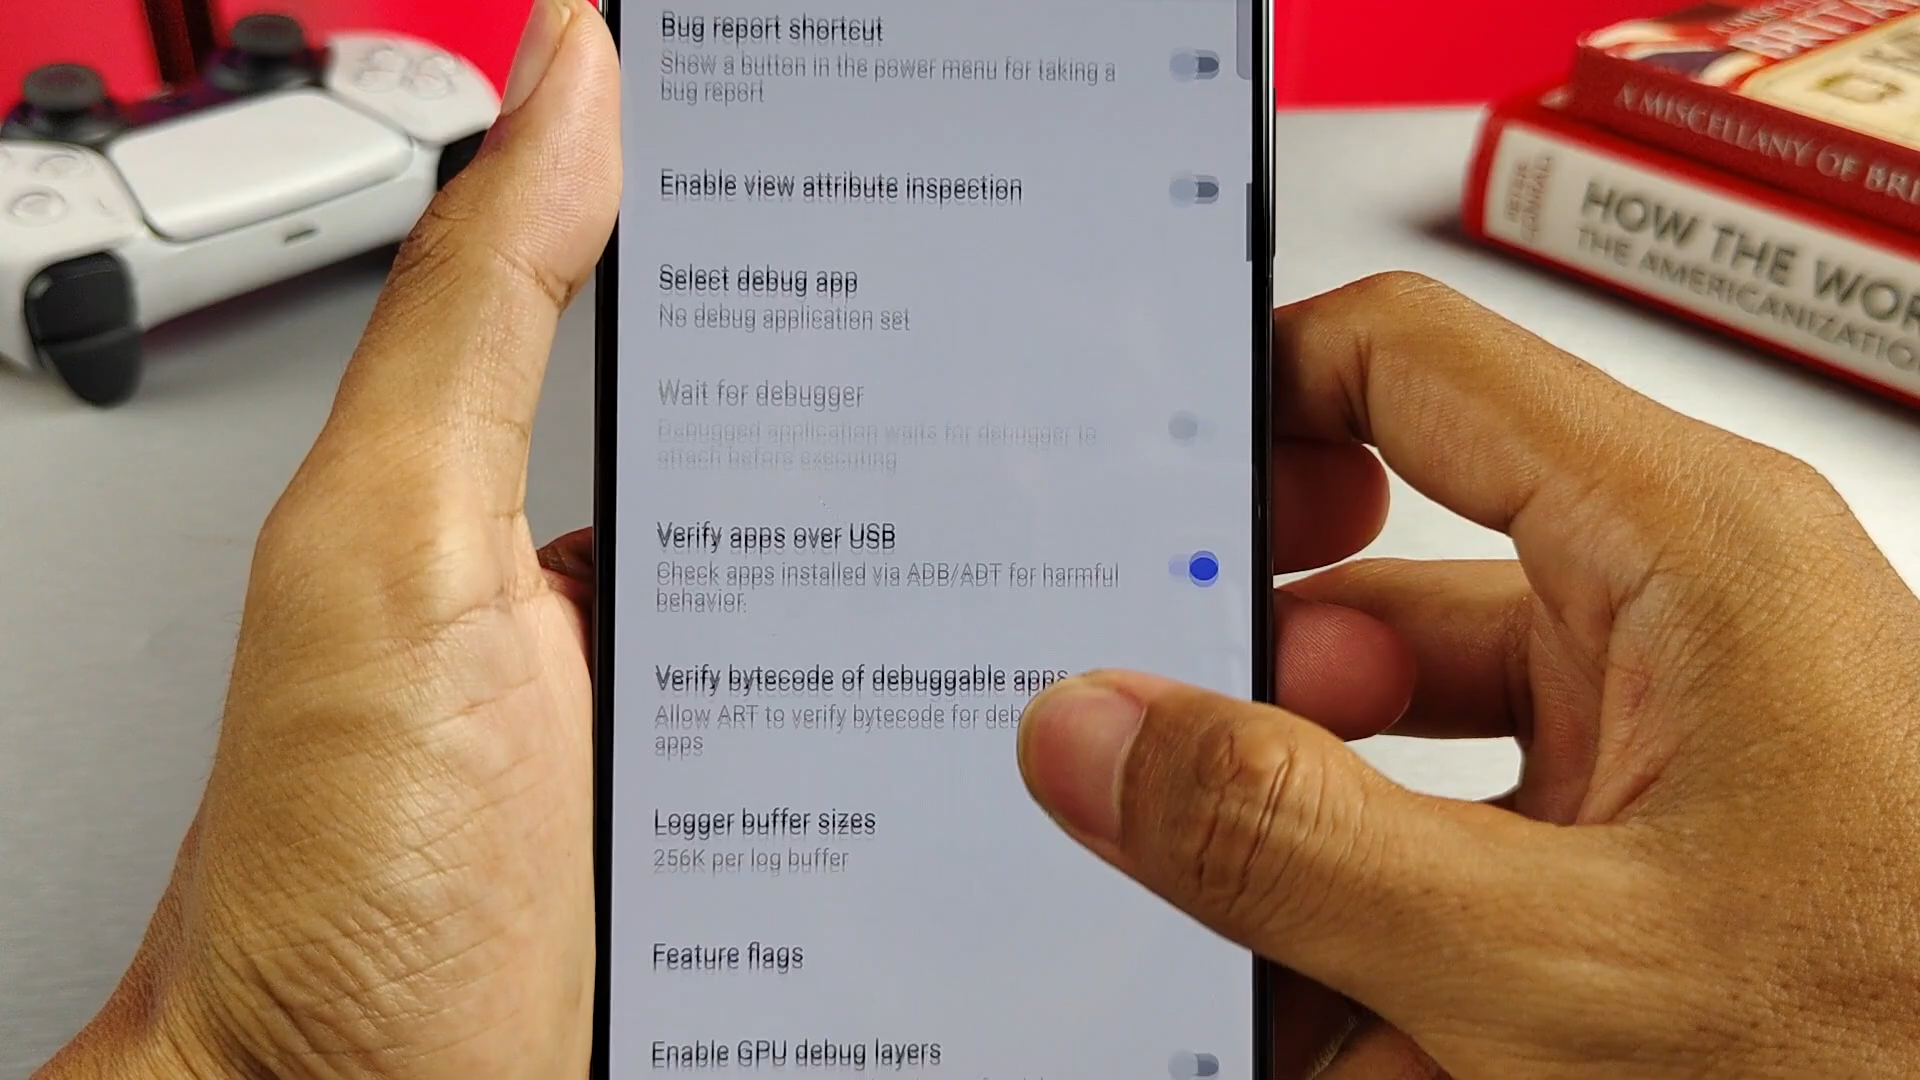 Bug report shortcut
Show a button in the power menu for taking a
bug report
Enable view attribute inspection
Select debug app
No debug application set
Wait for debugger
Debugged application waits for debugger to
attach before executing
Verify apps over USB
Check apps installed via ADB/ADT for harmful
behavior.
Verify bytecode of debuggable apps
Allow ART to verify bytecode for deb
apps
Logger buffer sizes
256K per log buffer
Feature flags
Enable GPU debug layers
A MISCELLANY OF BRI
HOW THE WOR
THE AMERICANIZATIO